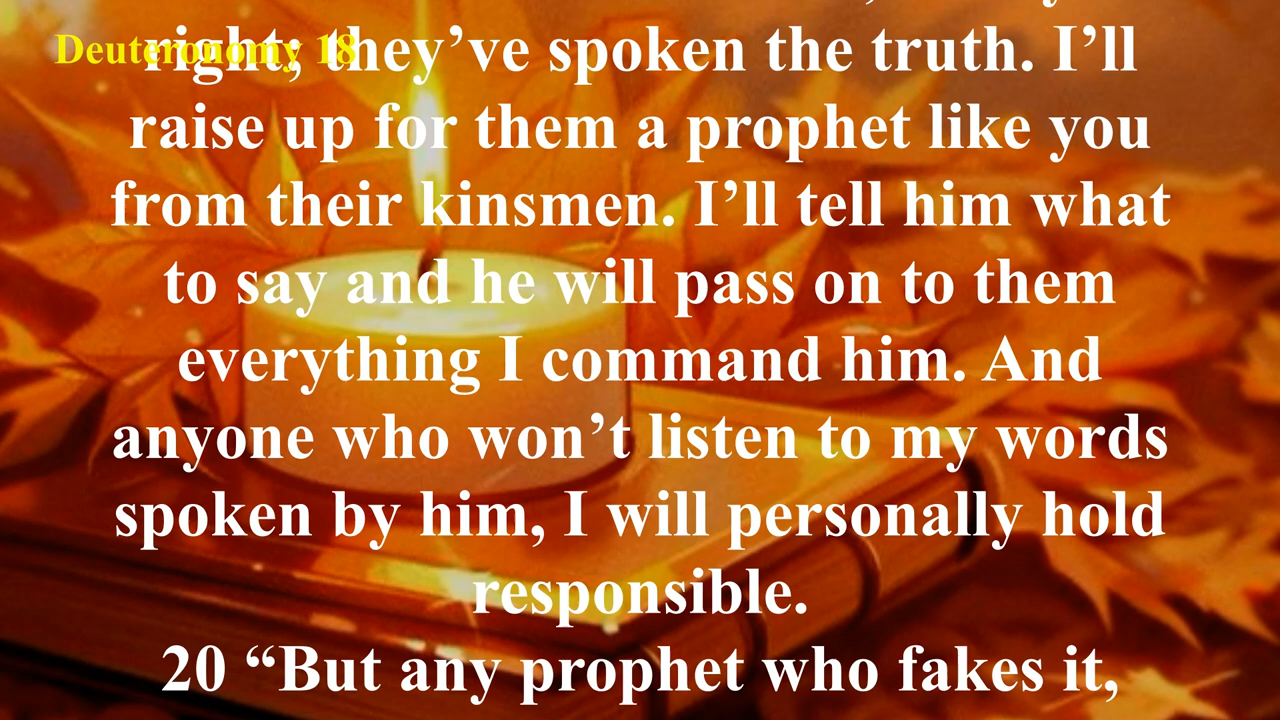 Deuteronomy 18
right; they’ve spoken the truth. I’ll
raise up for them a prophet like you
from their kinsmen. I’ll tell him what
to say and he will pass on to them
everything I command him. And
anyone who won’t listen to my words
spoken by him, I will personally hold
responsible.
20 “But any prophet who fakes it,